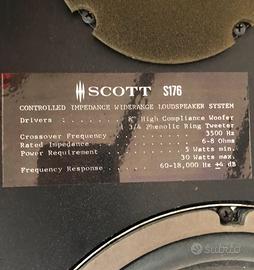 SCOTT S176
CONTROLLED IMPEDANCE WIDERANGE LOUDSPEAKER SYSTEM
Drivers . . . . . . 8" High Compliance Woofer
1 3/4 Phenolic Ring Tweeter
Crossover Frequency . . . . . . 3500 Hz
Rated Impedance . . . . . . 6-8 Ohms
Power Requirement . . . . . . 5 Watts min.
30 Watts max.
Frequency Response . . . . . . 60-18,000 Hz ±4 dB
subito